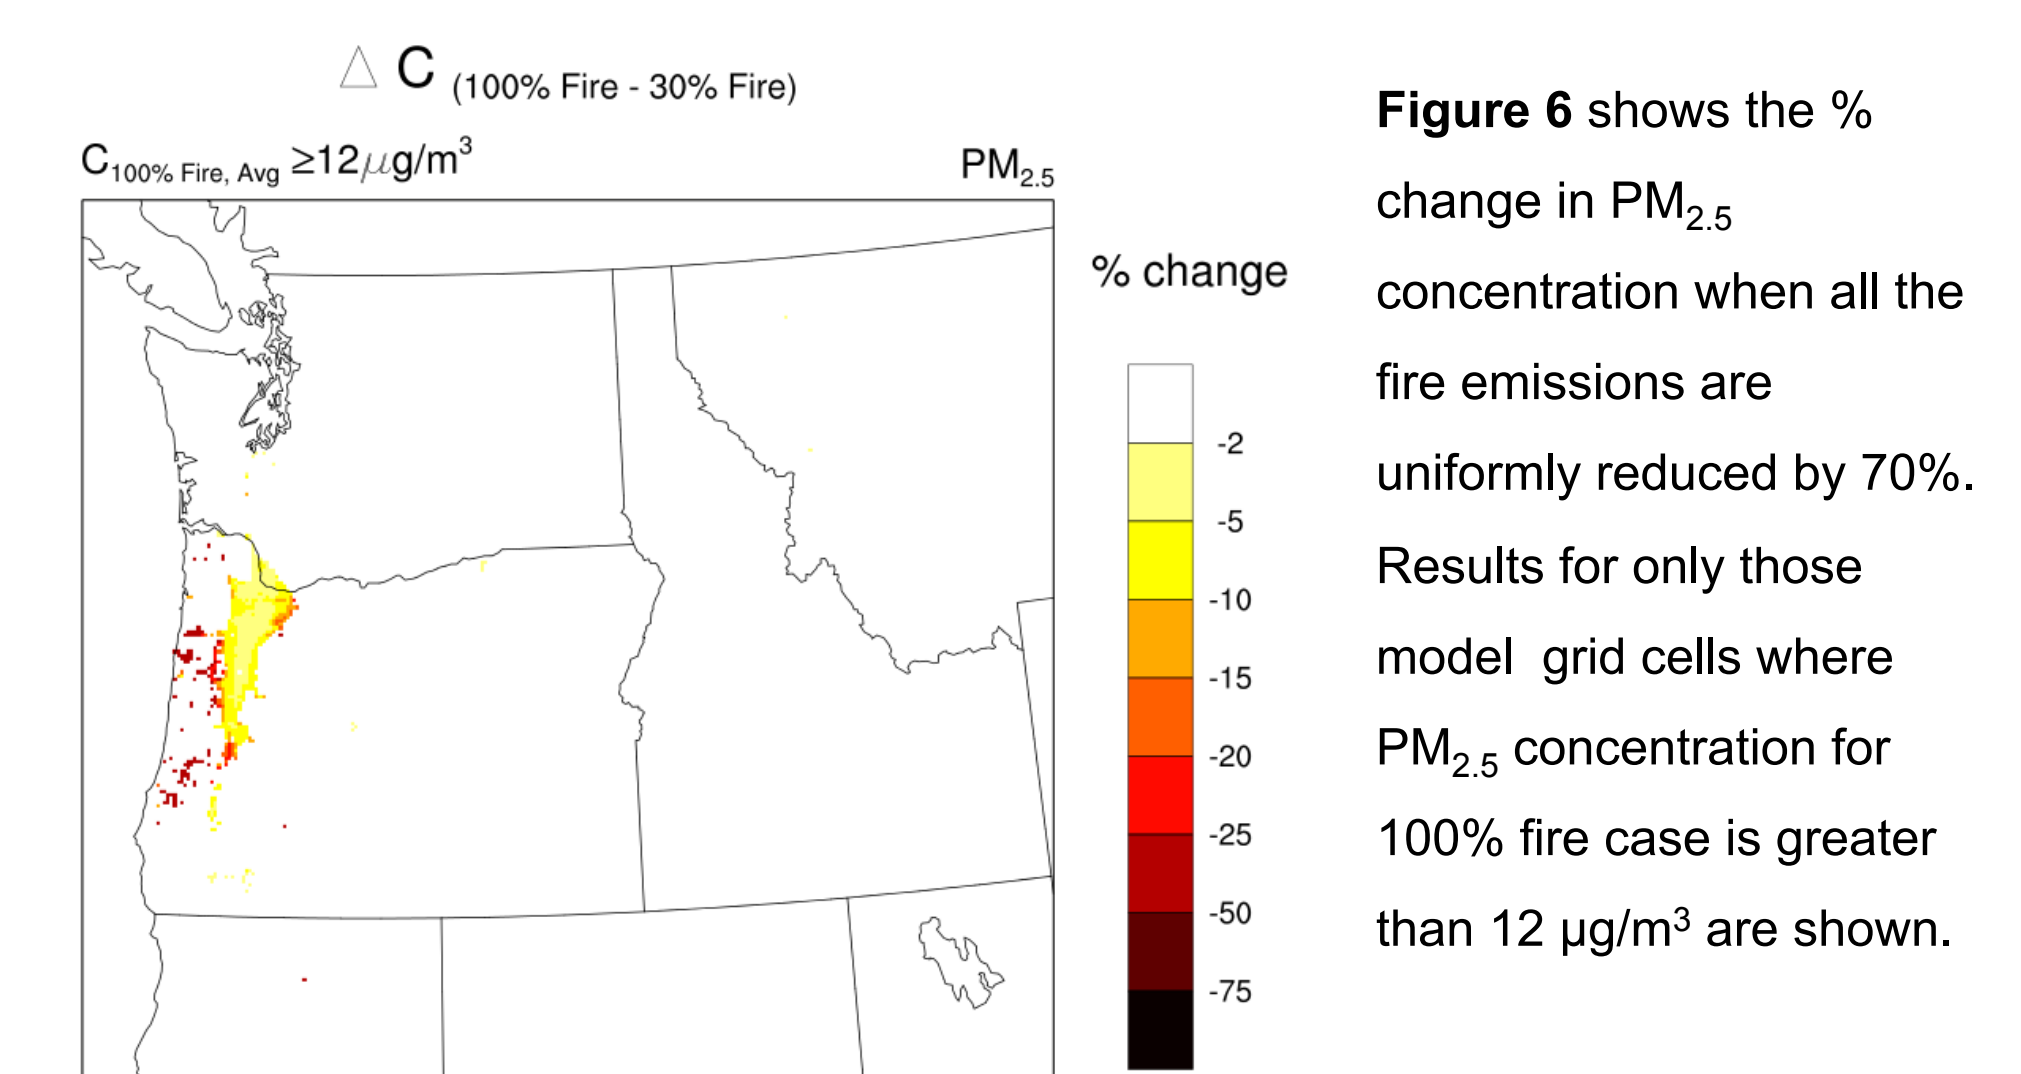 △ C (100% Fire - 30% Fire)
C100% Fire, Avg ≥12μg/m³
PM2.5
% change
-2
-5
-10
-15
-20
-25
-50
-75
Figure 6 shows the %
change in PM2.5
concentration when all the
fire emissions are
uniformly reduced by 70%.
Results for only those
model  grid cells where
PM2.5 concentration for
100% fire case is greater
than 12 μg/m³ are shown.